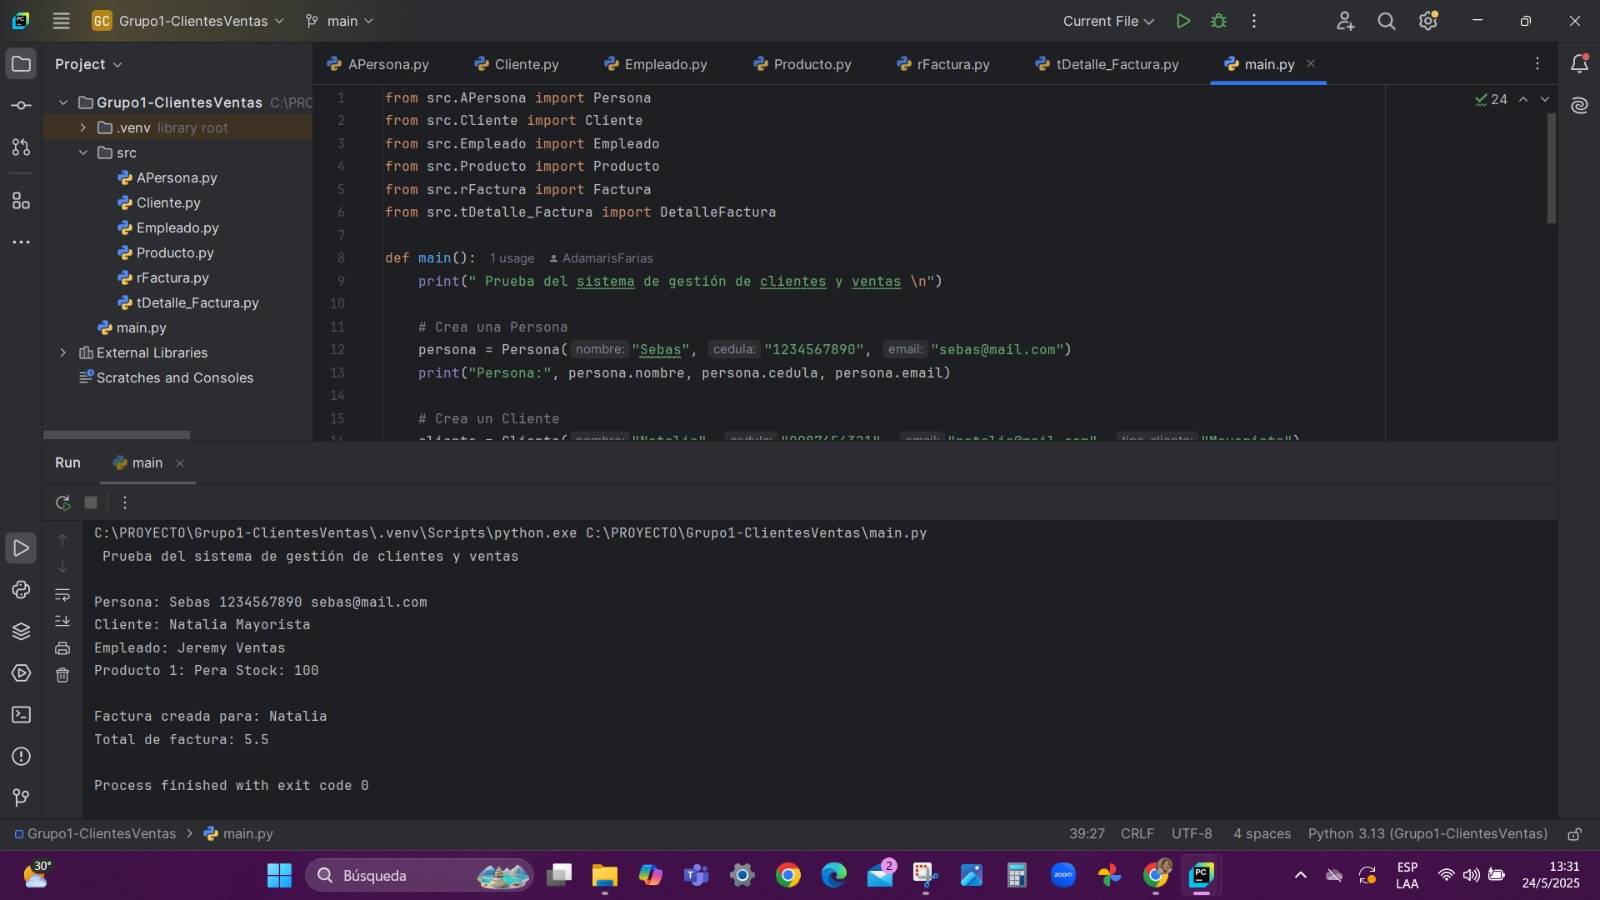 GC Grupo1-ClientesVentas main Current File
Project
APersona.py Cliente.py Empleado.py Producto.py rFactura.py tDetalle_Factura.py main.py
Grupo1-ClientesVentas C:\PRO
.venv library root
src
APersona.py
Cliente.py
Empleado.py
Producto.py
rFactura.py
tDetalle_Factura.py
main.py
External Libraries
Scratches and Consoles
24
1 from src.APersona import Persona
2 from src.Cliente import Cliente
3 from src.Empleado import Empleado
4 from src.Producto import Producto
5 from src.rFactura import Factura
6 from src.tDetalle_Factura import DetalleFactura
7
8 def main(): 1 usage AdamarisFarias
9 print(" Prueba del sistema de gestión de clientes y ventas \n")
10
11 # Crea una Persona
12 persona = Persona( nombre: "Sebas", cedula: "1234567890", email: "sebas@mail.com")
13 print("Persona:", persona.nombre, persona.cedula, persona.email)
14
15 # Crea un Cliente
Run main
C:\PROYECTO\Grupo1-ClientesVentas\.venv\Scripts\python.exe C:\PROYECTO\Grupo1-ClientesVentas\main.py
Prueba del sistema de gestión de clientes y ventas
Persona: Sebas 1234567890 sebas@mail.com
Cliente: Natalia Mayorista
Empleado: Jeremy Ventas
Producto 1: Pera Stock: 100
Factura creada para: Natalia
Total de factura: 5.5
Process finished with exit code 0
Grupo1-ClientesVentas > main.py 39:27 CRLF UTF-8 4 spaces Python 3.13 (Grupo1-ClientesVentas)
30° Búsqueda 2 zoom PC ESP 13:31
LAA 24/5/2025